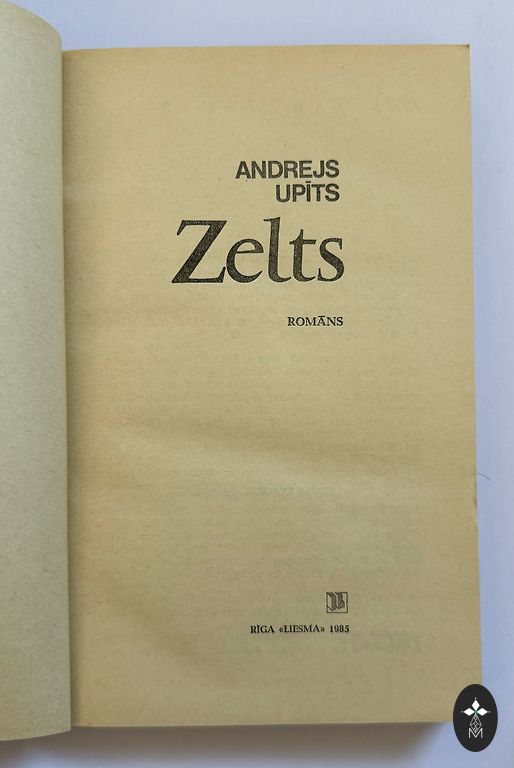 ANDREJS
UPĪTS
Zelts
ROMĀNS
RĪGA «LIESMA» 1985